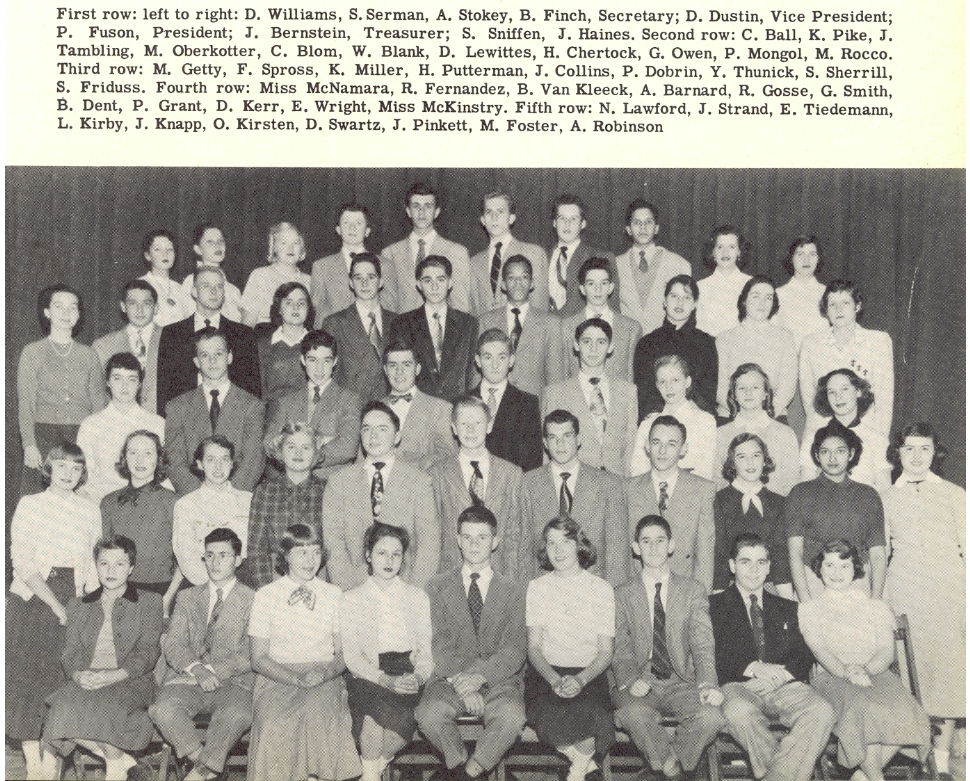 First row: left to right: D. Williams, S. Serman, A. Stokey, B. Finch, Secretary; D. Dustin, Vice President;
P. Fuson, President; J. Bernstein, Treasurer; S. Sniffen, J. Haines. Second row: C. Ball, K. Pike, J.
Tambling, M. Oberkotter, C. Blom, W. Blank, D. Lewittes, H. Chertock, G. Owen, P. Mongol, M. Rocco.
Third row: M. Getty, F. Spross, K. Miller, H. Putterman, J. Collins, P. Dobrin, Y. Thunick, S. Sherrill,
S. Friduss. Fourth row: Miss McNamara, R. Fernandez, B. Van Kleeck, A. Barnard, R. Gosse, G. Smith,
B. Dent, P. Grant, D. Kerr, E. Wright, Miss McKinstry. Fifth row: N. Lawford, J. Strand, E. Tiedemann,
L. Kirby, J. Knapp, O. Kirsten, D. Swartz, J. Pinkett, M. Foster, A. Robinson